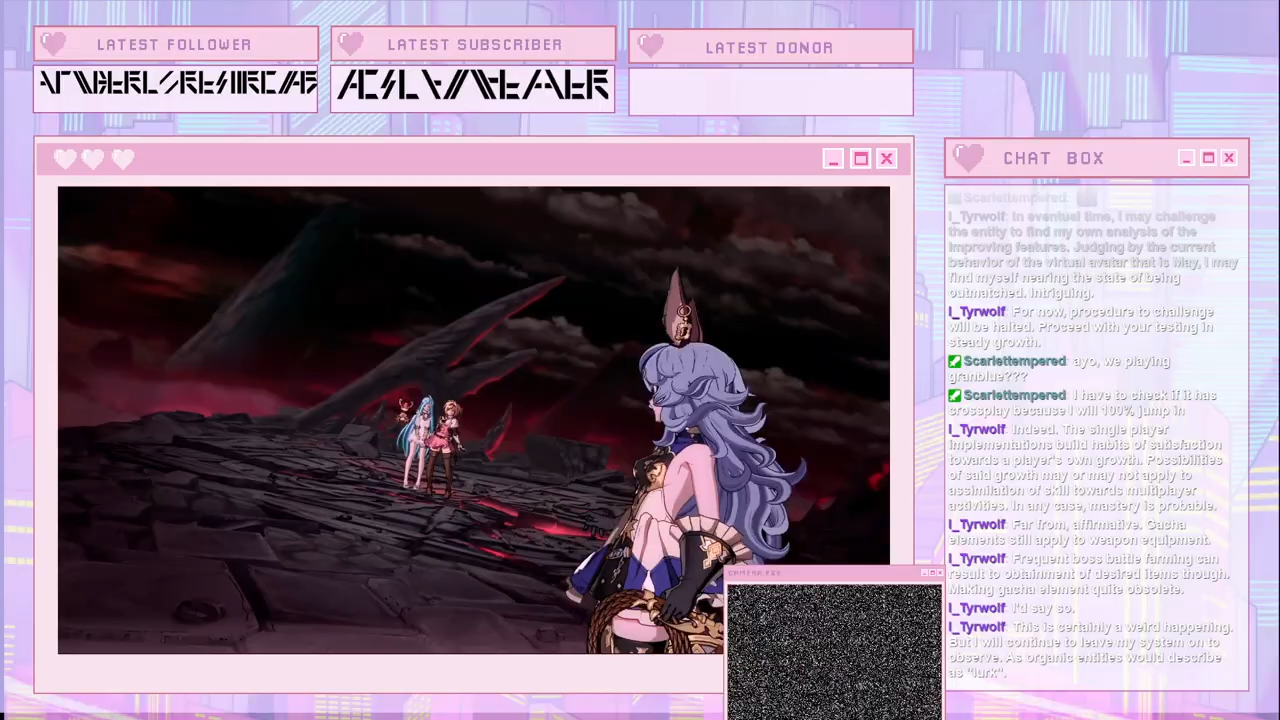 LATEST FOLLOWER
LATEST SUBSCRIBER
LATEST DONOR
CHAT BOX
Scarlettempered:
I_Tyrwolf: In eventual time, I may challenge
the entity to find my own analysis of the
improving features. Judging by the current
behavior of the virtual avatar that is May, I may
find myself nearing the state of being
outmatched. Intriguing.
I_Tyrwolf: For now, procedure to challenge
will be halted. Proceed with your testing in
steady growth.
Scarlettempered: ayo, we playing
granblue???
Scarlettempered: I have to check if it has
crossplay because I will 100% jump in
I_Tyrwolf: Indeed. The single player
implementations build habits of satisfaction
towards a player's own growth. Possibilities
of said growth may or may not apply to
assimilation of skill towards multiplayer
activities. In any case, mastery is probable.
I_Tyrwolf: Far from, affirmative. Gacha
elements still apply to weapon equipment.
I_Tyrwolf: Frequent boss battle farming can
result to obtainment of desired items though.
Making gacha element quite obsolete.
I_Tyrwolf: I'd say so.
I_Tyrwolf: This is certainly a weird happening.
But I will continue to leave my system on to
observe. As organic entities would describe
as "lurk".
CAMERA.EXE